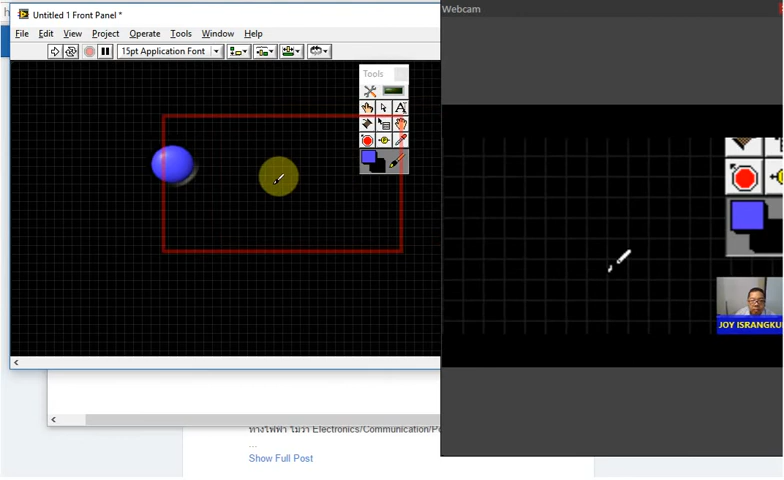 Webcam
Untitled 1 Front Panel *
File Edit View Project Operate Tools Window Help
15pt Application Font
Tools
JOY ISRANGKU
ทางไฟฟ้า ไม่ว่า Electronics/Communication/Po
...
Show Full Post